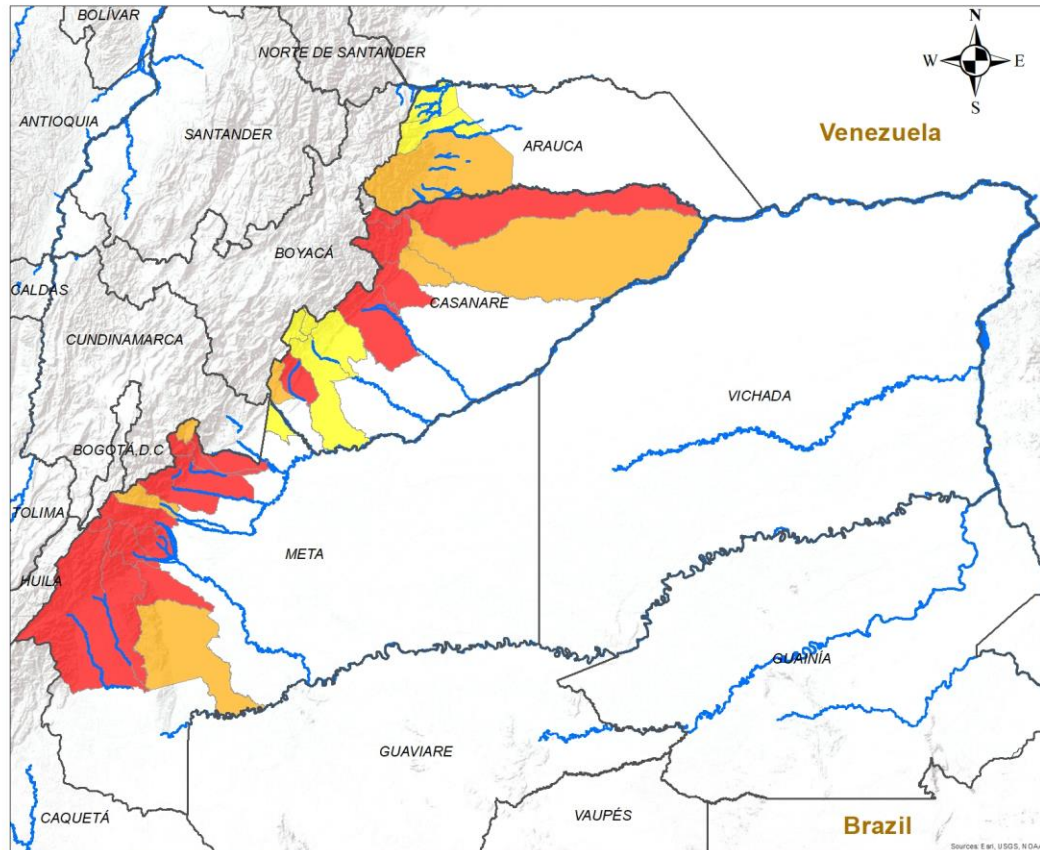 BOLÍVAR
NORTE DE SANTANDER
N
W
E
S
ANTIOQUIA
SANTANDER
Venezuela
ARAUCA
BOYACÁ
CALDAS
CASANARE
CUNDINAMARCA
VICHADA
BOGOTÁ,D.C
TOLIMA
META
HUILA
GUAINÍA
GUAVIARE
CAQUETÁ
VAUPÉS
Brazil
Sources: Esri, USGS, NOAA